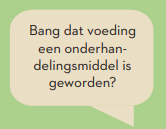 Bang dat voeding
een onderhan-
delingsmiddel is
geworden?